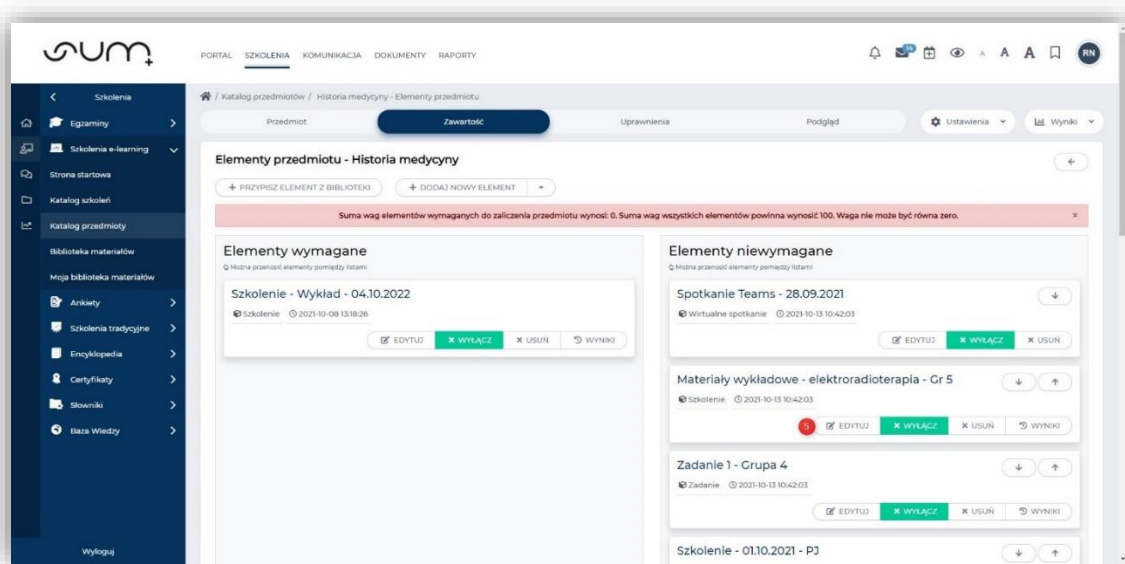 sum
PORTAL SZKOLENIA KOMUNIKACJA DOKUMENTY RAPORTY
A A A RN
Szkolenia
Egzaminy
Szkolenia e-learning
Strona startowa
Katalog szkoleń
Katalog przedmioty
Biblioteka materiałów
Moja biblioteka materiałów
Ankiety
Szkolenia tradycyjne
Encyklopedia
Certyfikaty
Słowniki
Baza Wiedzy
Wyloguj
/ Katalog przedmiotów / Historia medycyny - Elementy przedmiotu
Przedmiot Zawartość Uprawnienia Podgląd Ustawienia Wyniki
Elementy przedmiotu - Historia medycyny
+ PRZYPISZ ELEMENT Z BIBLIOTEKI + DODAJ NOWY ELEMENT
Suma wag elementów wymaganych do zaliczenia przedmiotu wynosi: 0. Suma wag wszystkich elementów powinna wynosić 100. Waga nie może być równa zero. x
Elementy wymagane
Można przenosić elementy pomiędzy listami
Szkolenie - Wykład - 04.10.2022
Szkolenie 2021-10-08 13:18:26
EDYTUJ × WYŁĄCZ × USUŃ WYNIKI
Elementy niewymagane
Można przenosić elementy pomiędzy listami
Spotkanie Teams - 28.09.2021
Wirtualne spotkanie 2021-10-13 10:42:03
EDYTUJ × WYŁĄCZ × USUŃ
Materiały wykładowe - elektroradioterapia - Gr 5
Szkolenie 2021-10-13 10:42:03
5 EDYTUJ × WYŁĄCZ × USUŃ WYNIKI
Zadanie 1 - Grupa 4
Zadanie 2021-10-13 10:42:03
EDYTUJ × WYŁĄCZ × USUŃ WYNIKI
Szkolenie - 01.10.2021 - PJ